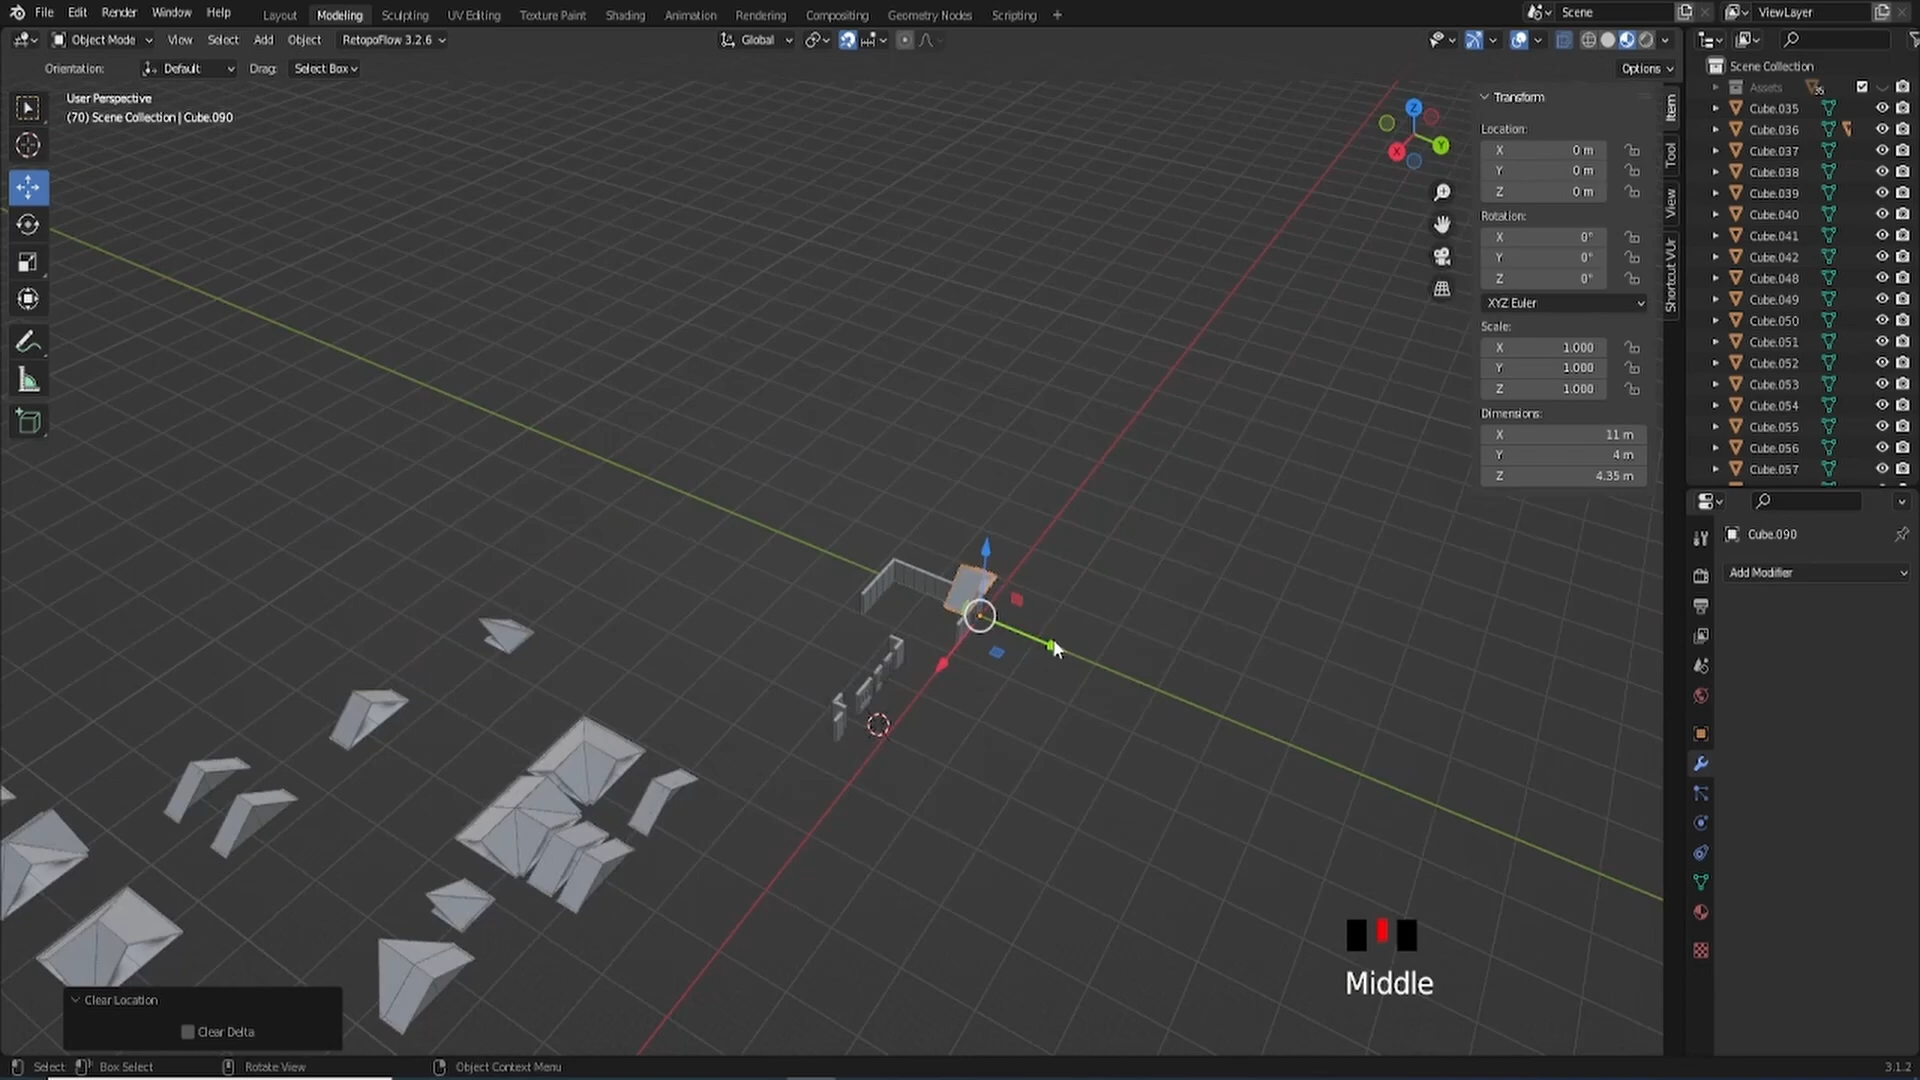 File Edit Render Window Help Layout Modeling Sculpting UV Editing Texture Paint Shading Animation Rendering Compositing Geometry Nodes Scripting + Scene ViewLayer
Object Mode View Select Add Object RetopoFlow 3.2.6 Global
Orientation: Default Drag: Select Box Options
User Perspective
(70) Scene Collection | Cube.090
Z
Y
X
Transform
Location:
X 0 m
Y 0 m
Z 0 m
Rotation:
X 0°
Y 0°
Z 0°
XYZ Euler
Scale:
X 1.000
Y 1.000
Z 1.000
Dimensions:
X 11 m
Y 4 m
Z 4.35 m
Item
Tool
View
Shortcut VUr
Scene Collection
Assets 35
Cube.035
Cube.036
Cube.037
Cube.038
Cube.039
Cube.040
Cube.041
Cube.042
Cube.048
Cube.049
Cube.050
Cube.051
Cube.052
Cube.053
Cube.054
Cube.055
Cube.056
Cube.057
Cube.090
Add Modifier
Middle
Clear Location
Clear Delta
Select Box Select Rotate View Object Context Menu 3.1.2